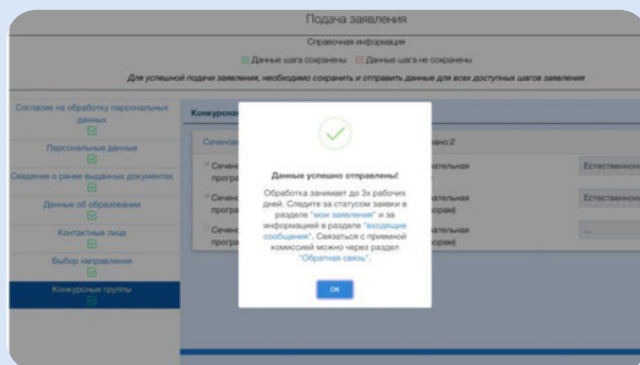 Подача заявления
Справочная информация
Данные шага сохранены Данные шага не сохранены
Для успешной подачи заявления, необходимо сохранить и отправить данные для всех доступных шагов заявления
Согласие на обработку персональных
данных
Персональные данные
Сведения о ранее выданных документах
Данные об образовании
Контактные лица
Выбор направления
Конкурсные группы
Данные успешно отправлены!
Обработка занимает до 3х рабочих
дней. Следите за статусом заявки в
разделе "мои заявления" и за
информацией в разделе "входящие
сообщения". Связаться с приемной
комиссией можно через раздел
"Обратная связь".
ОК